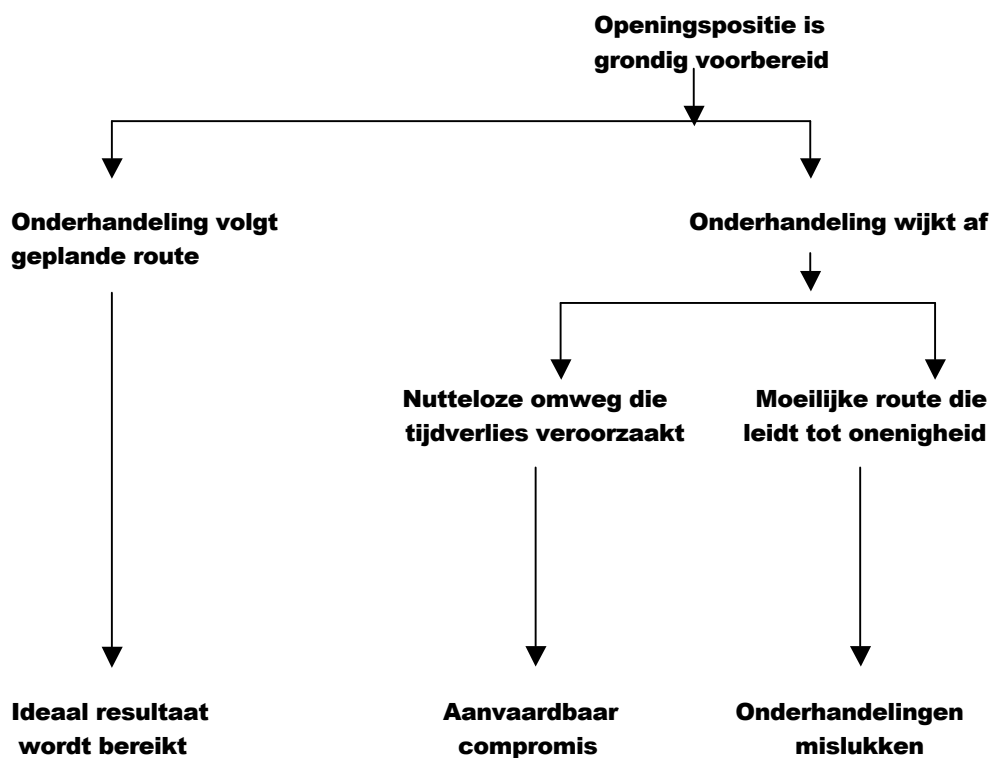 Openingspositie is
grondig voorbereid
Onderhandeling volgt
geplande route
Onderhandeling wijkt af
Nutteloze omweg die
tijdverlies veroorzaakt
Moeilijke route die
leidt tot onenigheid
Ideaal resultaat
wordt bereikt
Aanvaardbaar
compromis
Onderhandelingen
mislukken